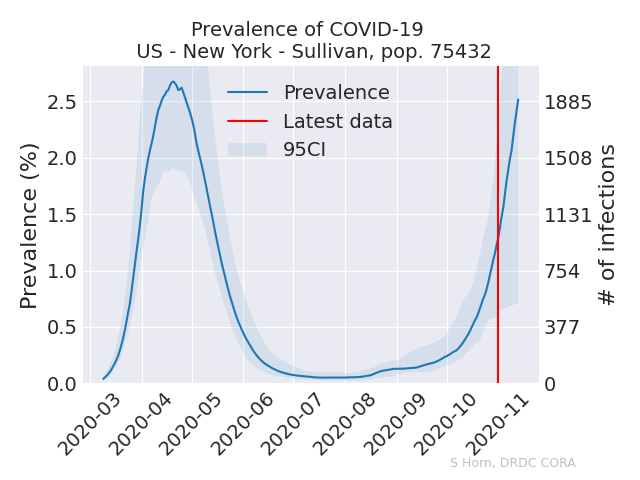 Prevalence of COVID-19
US - New York - Sullivan, pop. 75432
Prevalence
Latest data
95CI
Prevalence (%)
2.5
2.0
1.5
1.0
0.5
0.0
1885
1508
1131
754
377
0
# of infections
2020-03
2020-04
2020-05
2020-06
2020-07
2020-08
2020-09
2020-10
2020-11
S Horn, DRDC CORA